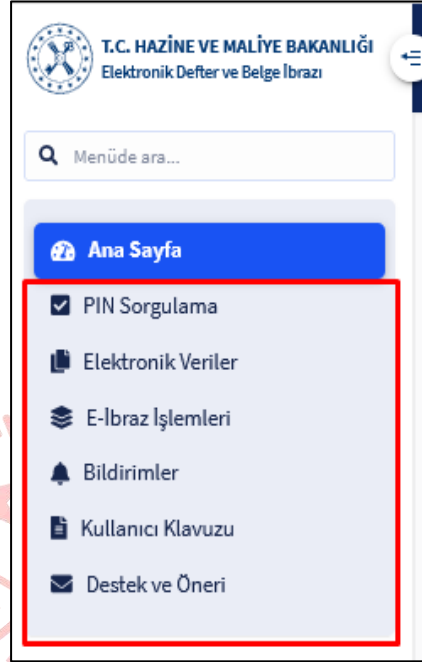 T.C. HAZİNE VE MALİYE BAKANLIĞI
Elektronik Defter ve Belge İbrazı
Menüde ara...
Ana Sayfa
PIN Sorgulama
Elektronik Veriler
E-İbraz İşlemleri
Bildirimler
Kullanıcı Klavuzu
Destek ve Öneri